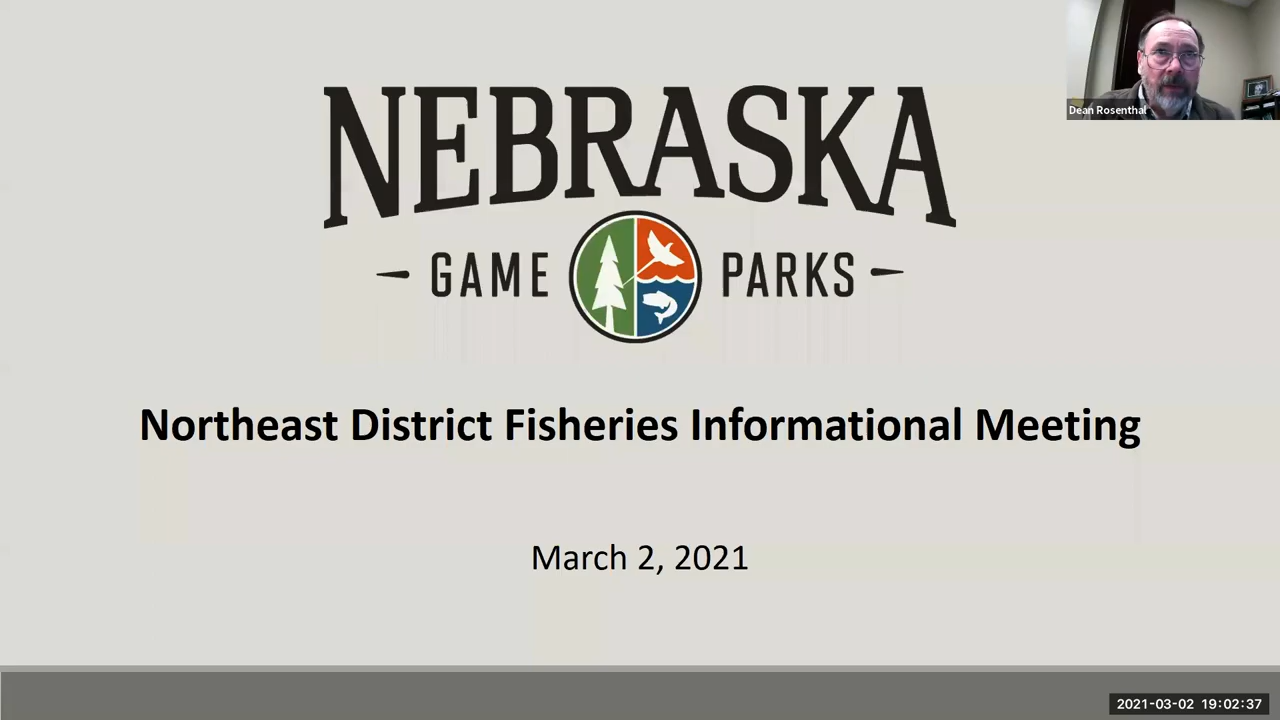 Dean Rosenthal
NEBRASKA
GAME PARKS
Northeast District Fisheries Informational Meeting
March 2, 2021
2021-03-02 19:02:37